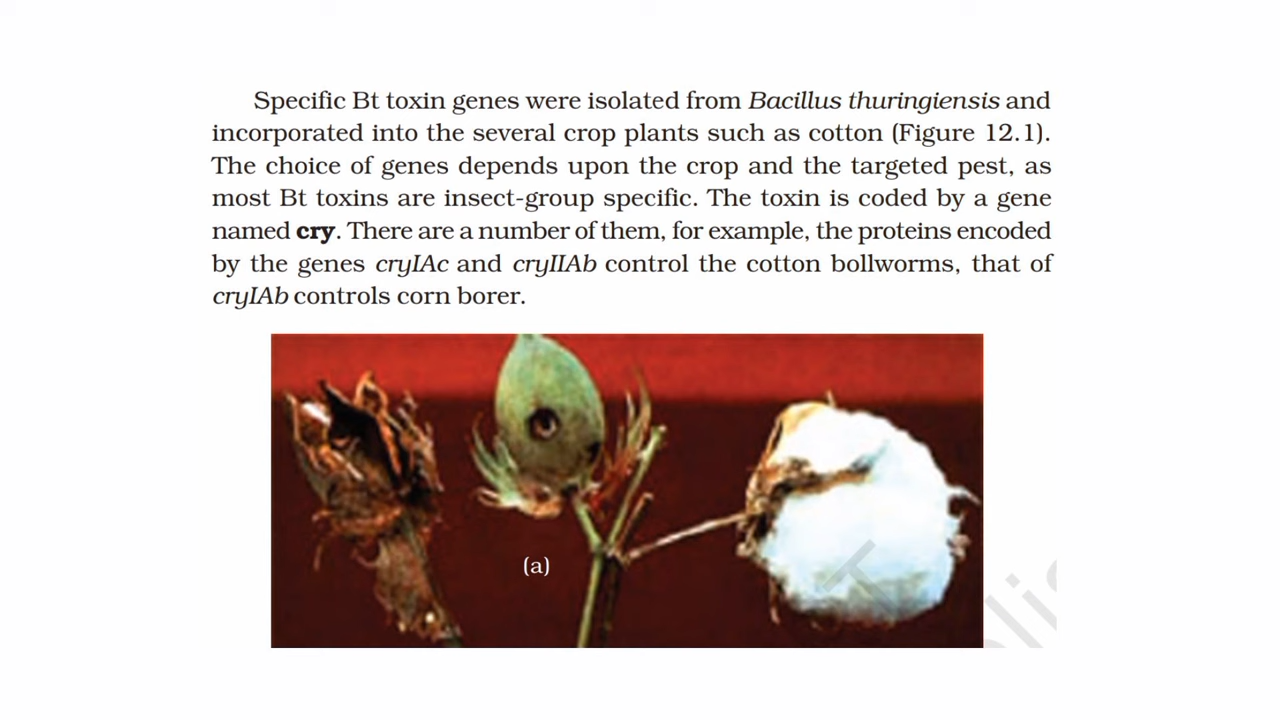 Specific Bt toxin genes were isolated from Bacillus thuringiensis and
incorporated into the several crop plants such as cotton (Figure 12.1).
The choice of genes depends upon the crop and the targeted pest, as
most Bt toxins are insect-group specific. The toxin is coded by a gene
named cry. There are a number of them, for example, the proteins encoded
by the genes cryIAc and cryIIAb control the cotton bollworms, that of
cryIAb controls corn borer.
(a)